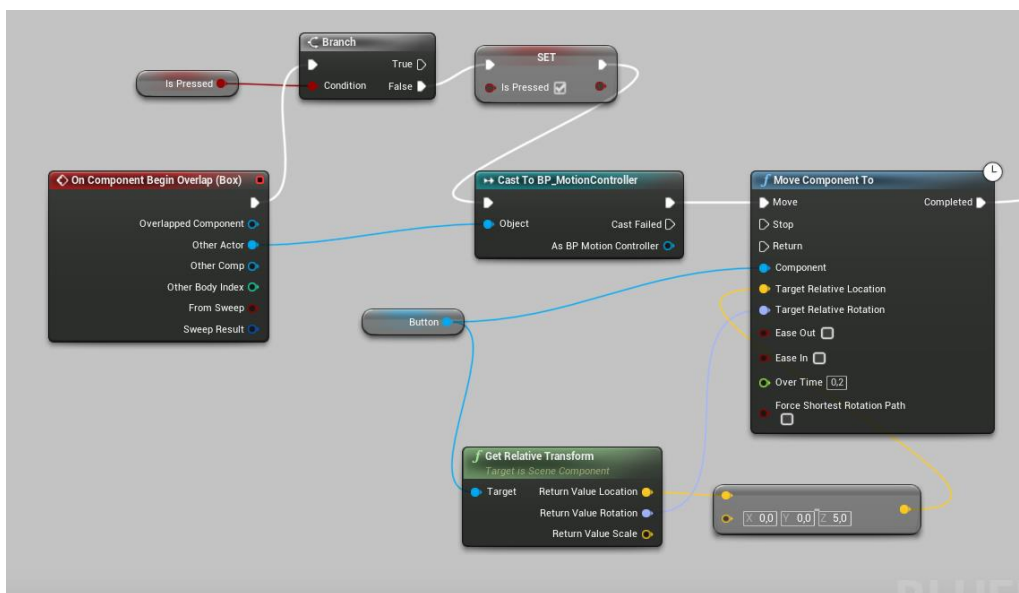 Branch
True
Is Pressed
Condition
False
SET
Is Pressed
On Component Begin Overlap (Box)
Overlapped Component
Other Actor
Other Comp
Other Body Index
From Sweep
Sweep Result
Cast To BP_MotionController
Object
Cast Failed
As BP Motion Controller
Move Component To
Move
Completed
Stop
Return
Component
Target Relative Location
Target Relative Rotation
Ease Out
Ease In
Over Time 0,2
Force Shortest Rotation Path
Button
Get Relative Transform
Target is Scene Component
Target
Return Value Location
Return Value Rotation
Return Value Scale
X 0,0 Y 0,0 Z 5,0